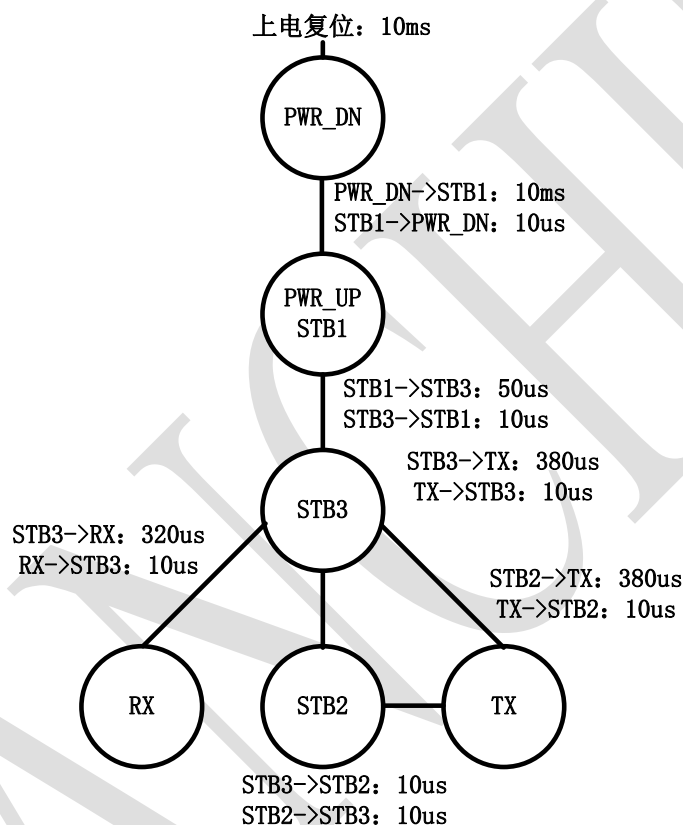 上电复位：10ms
PWR_DN
PWR_DN->STB1：10ms
STB1->PWR_DN：10us
PWR_UP
STB1
STB1->STB3：50us
STB3->STB1：10us
STB3->TX：380us
TX->STB3：10us
STB3
STB3->RX：320us
RX->STB3：10us
STB2->TX：380us
TX->STB2：10us
RX
STB2
TX
STB3->STB2：10us
STB2->STB3：10us